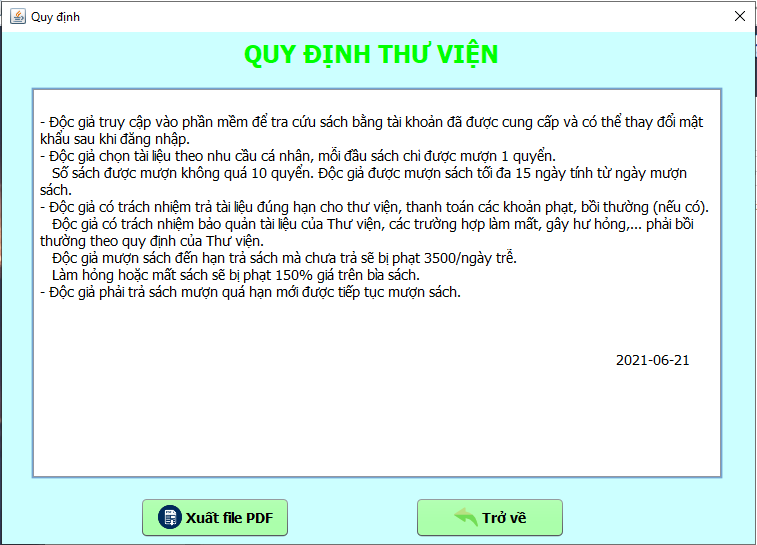 Quy định
QUY ĐỊNH THƯ VIỆN
- Độc giả truy cập vào phần mềm để tra cứu sách bằng tài khoản đã được cung cấp và có thể thay đổi mật
khẩu sau khi đăng nhập.
- Độc giả chọn tài liệu theo nhu cầu cá nhân, mỗi đầu sách chỉ được mượn 1 quyển.
Số sách được mượn không quá 10 quyển. Độc giả được mượn sách tối đa 15 ngày tính từ ngày mượn
sách.
- Độc giả có trách nhiệm trả tài liệu đúng hạn cho thư viện, thanh toán các khoản phạt, bồi thường (nếu có).
Độc giả có trách nhiệm bảo quản tài liệu của Thư viện, các trường hợp làm mất, gây hư hỏng,... phải bồi
thường theo quy định của Thư viện.
Độc giả mượn sách đến hạn trả sách mà chưa trả sẽ bị phạt 3500/ngày trễ.
Làm hỏng hoặc mất sách sẽ bị phạt 150% giá trên bìa sách.
- Độc giả phải trả sách mượn quá hạn mới được tiếp tục mượn sách.
2021-06-21
Xuất file PDF
Trở về